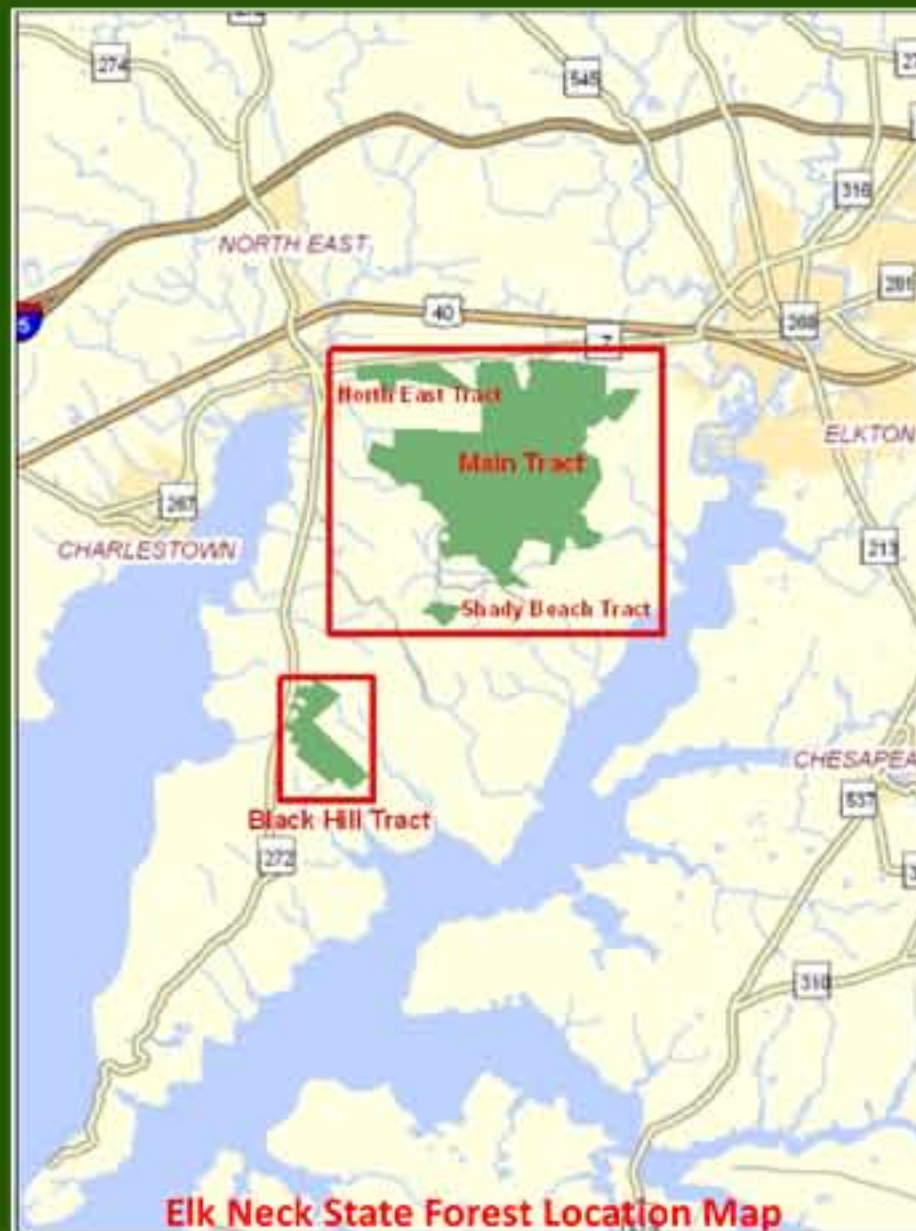 274
545
316
NORTH EAST
281
40
7
268
North East Tract
ELKTON
Main Tract
267
CHARLESTOWN
213
Shady Beach Tract
CHESAPEA
537
Black Hill Tract
272
310
Elk Neck State Forest Location Map